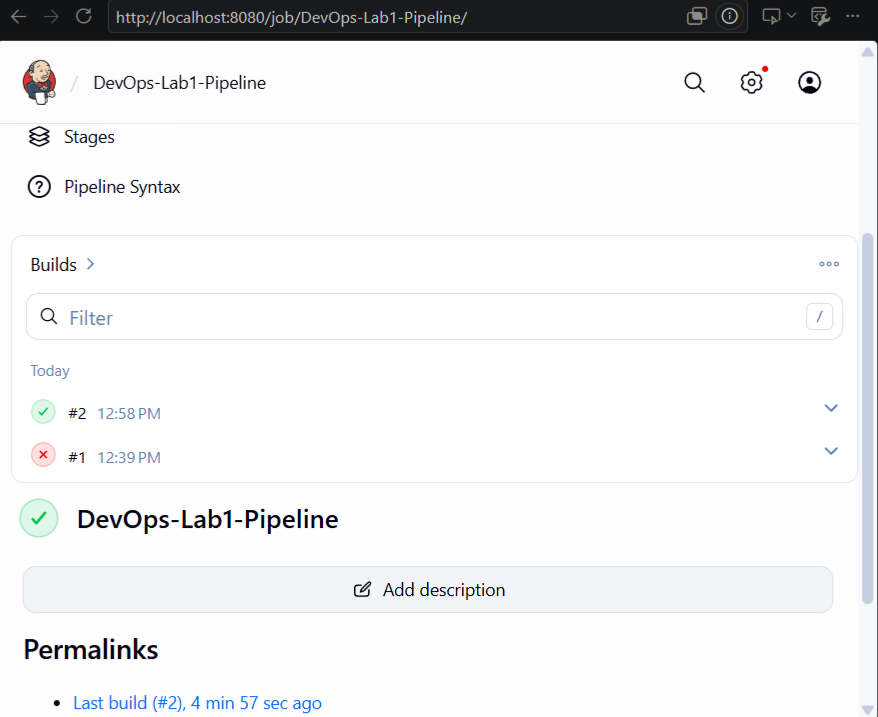 http://localhost:8080/job/DevOps-Lab1-Pipeline/
/ DevOps-Lab1-Pipeline
Stages
Pipeline Syntax
Builds
Filter /
Today
#2 12:58 PM
#1 12:39 PM
DevOps-Lab1-Pipeline
Add description
Permalinks
• Last build (#2), 4 min 57 sec ago